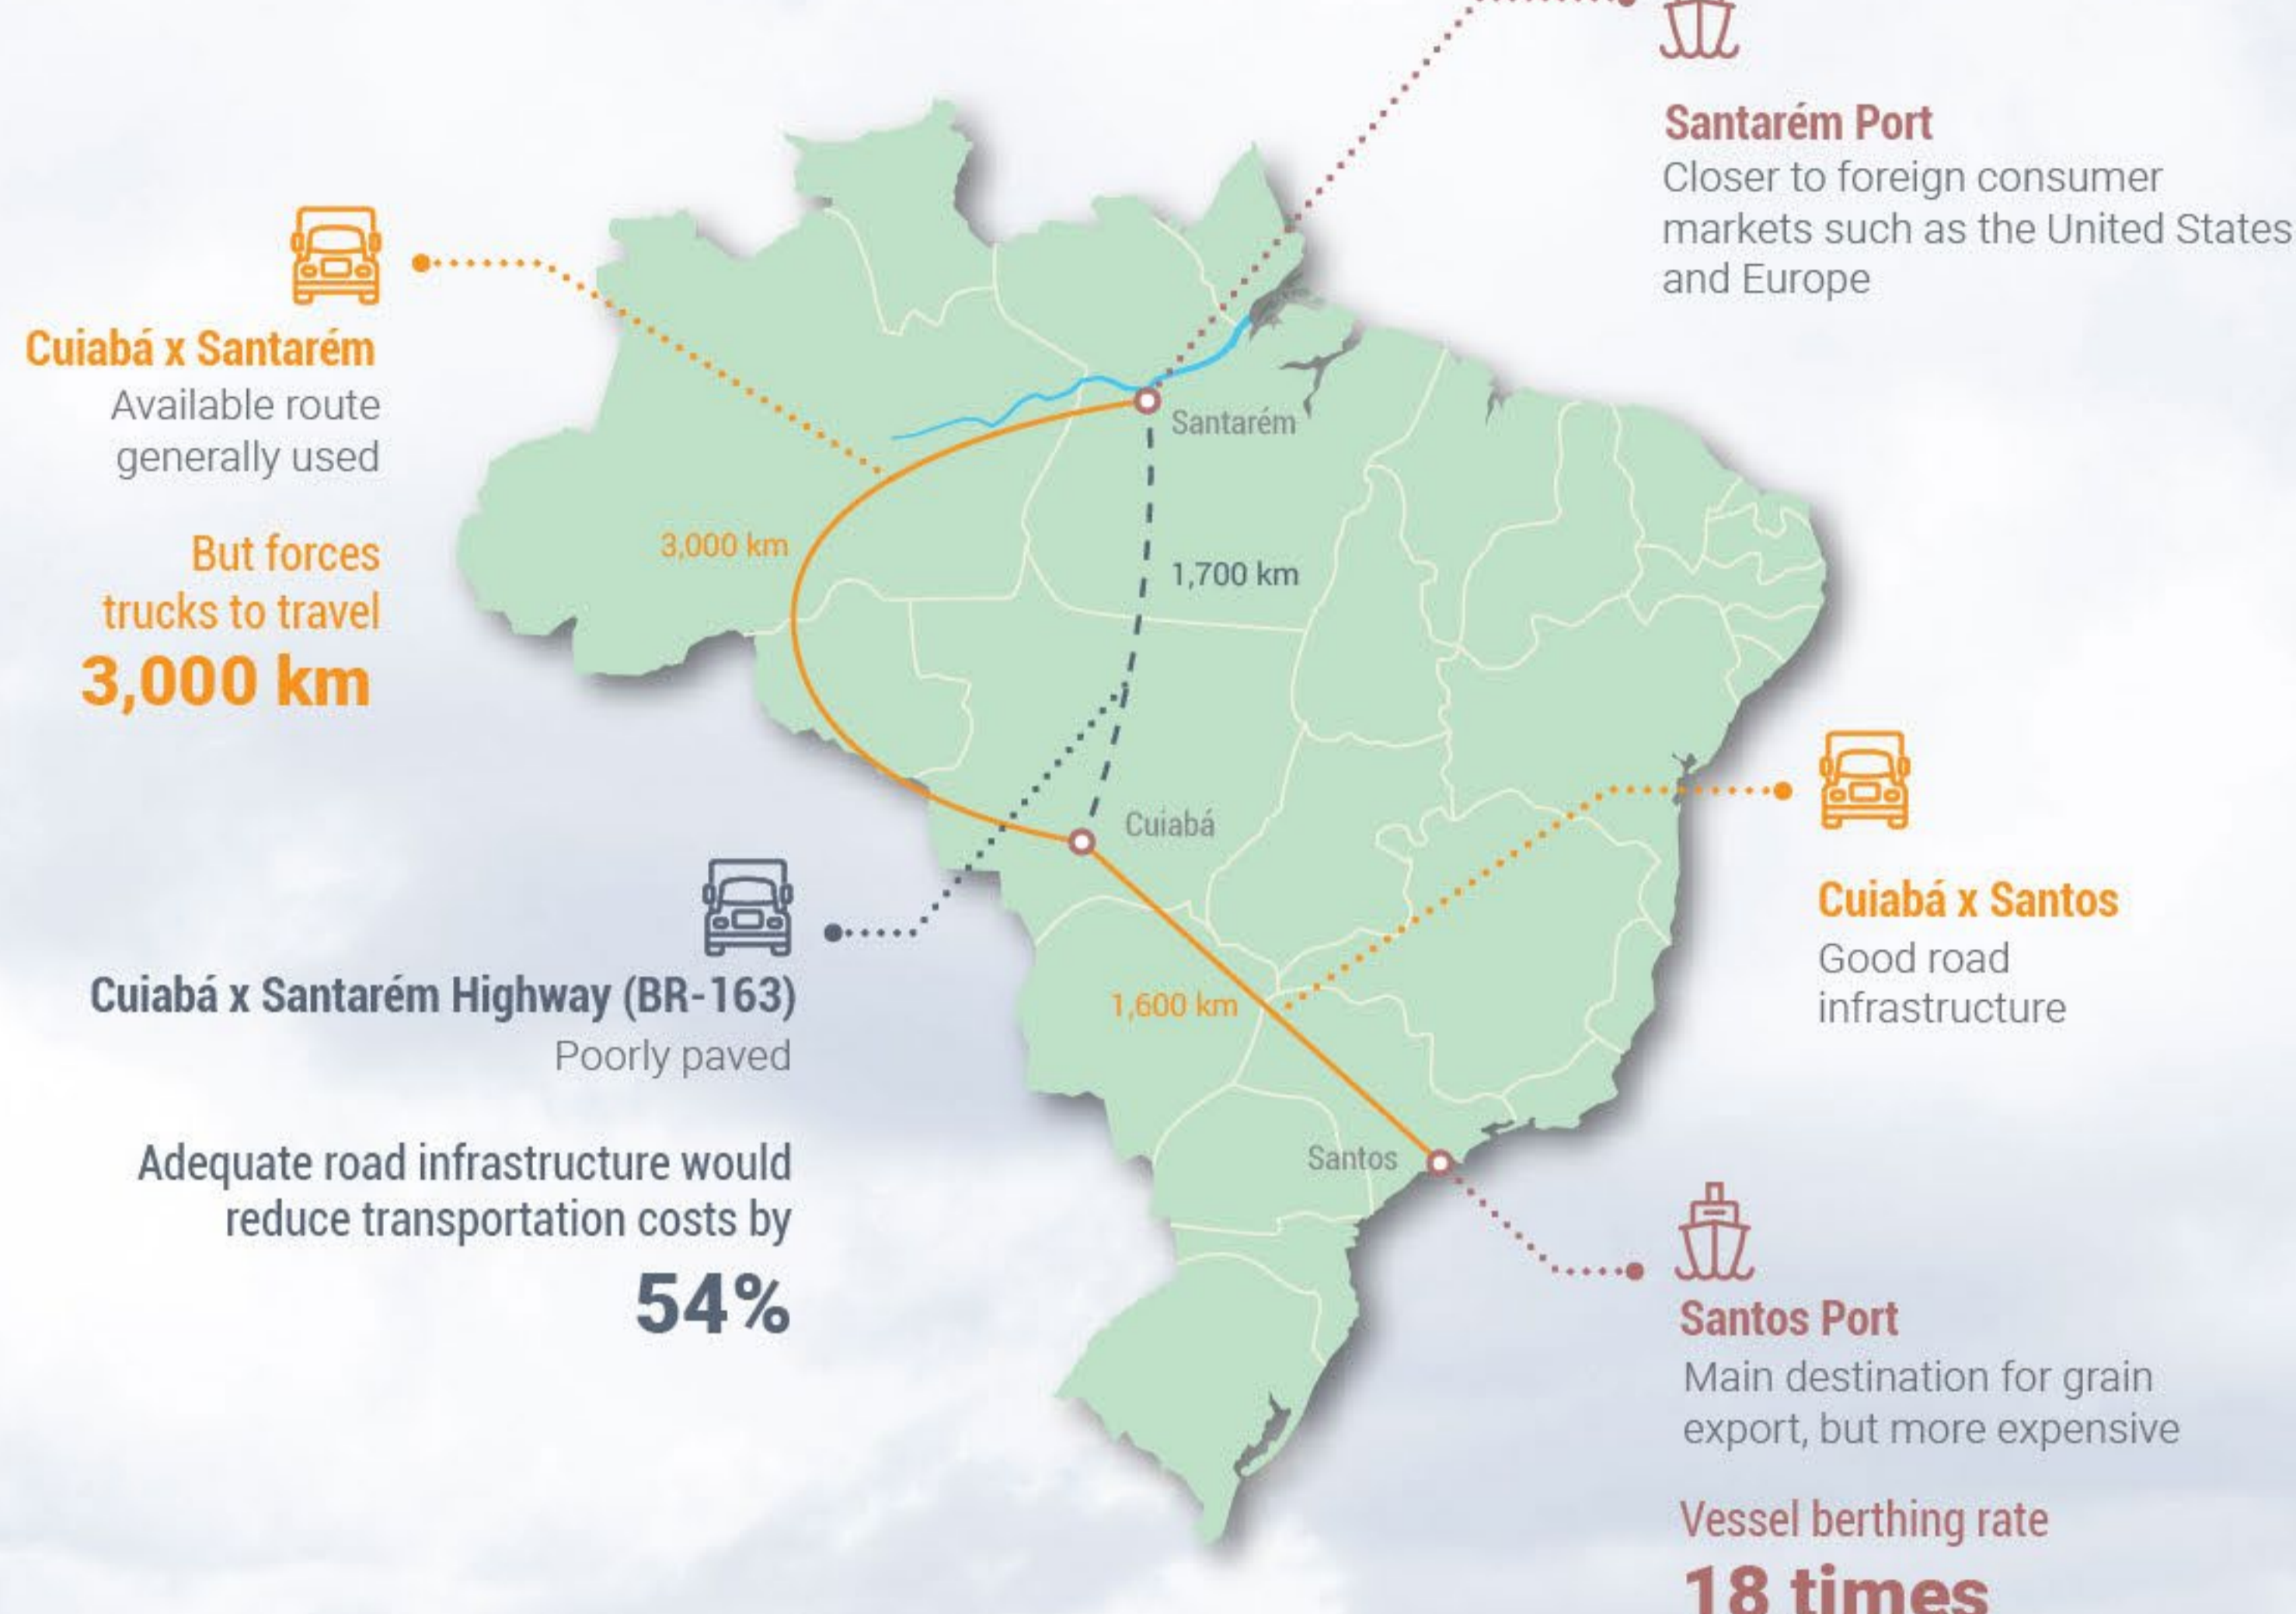 Santarém Port
Closer to foreign consumer
markets such as the United States
and Europe
Cuiabá x Santarém
Available route
generally used
But forces
trucks to travel
3,000 km
Santarém
3,000 km
1,700 km
Cuiabá
Cuiabá x Santos
Good road
infrastructure
Cuiabá x Santarém Highway (BR-163)
Poorly paved
Adequate road infrastructure would
reduce transportation costs by
54%
1,600 km
Santos
Santos Port
Main destination for grain
export, but more expensive
Vessel berthing rate
18 times